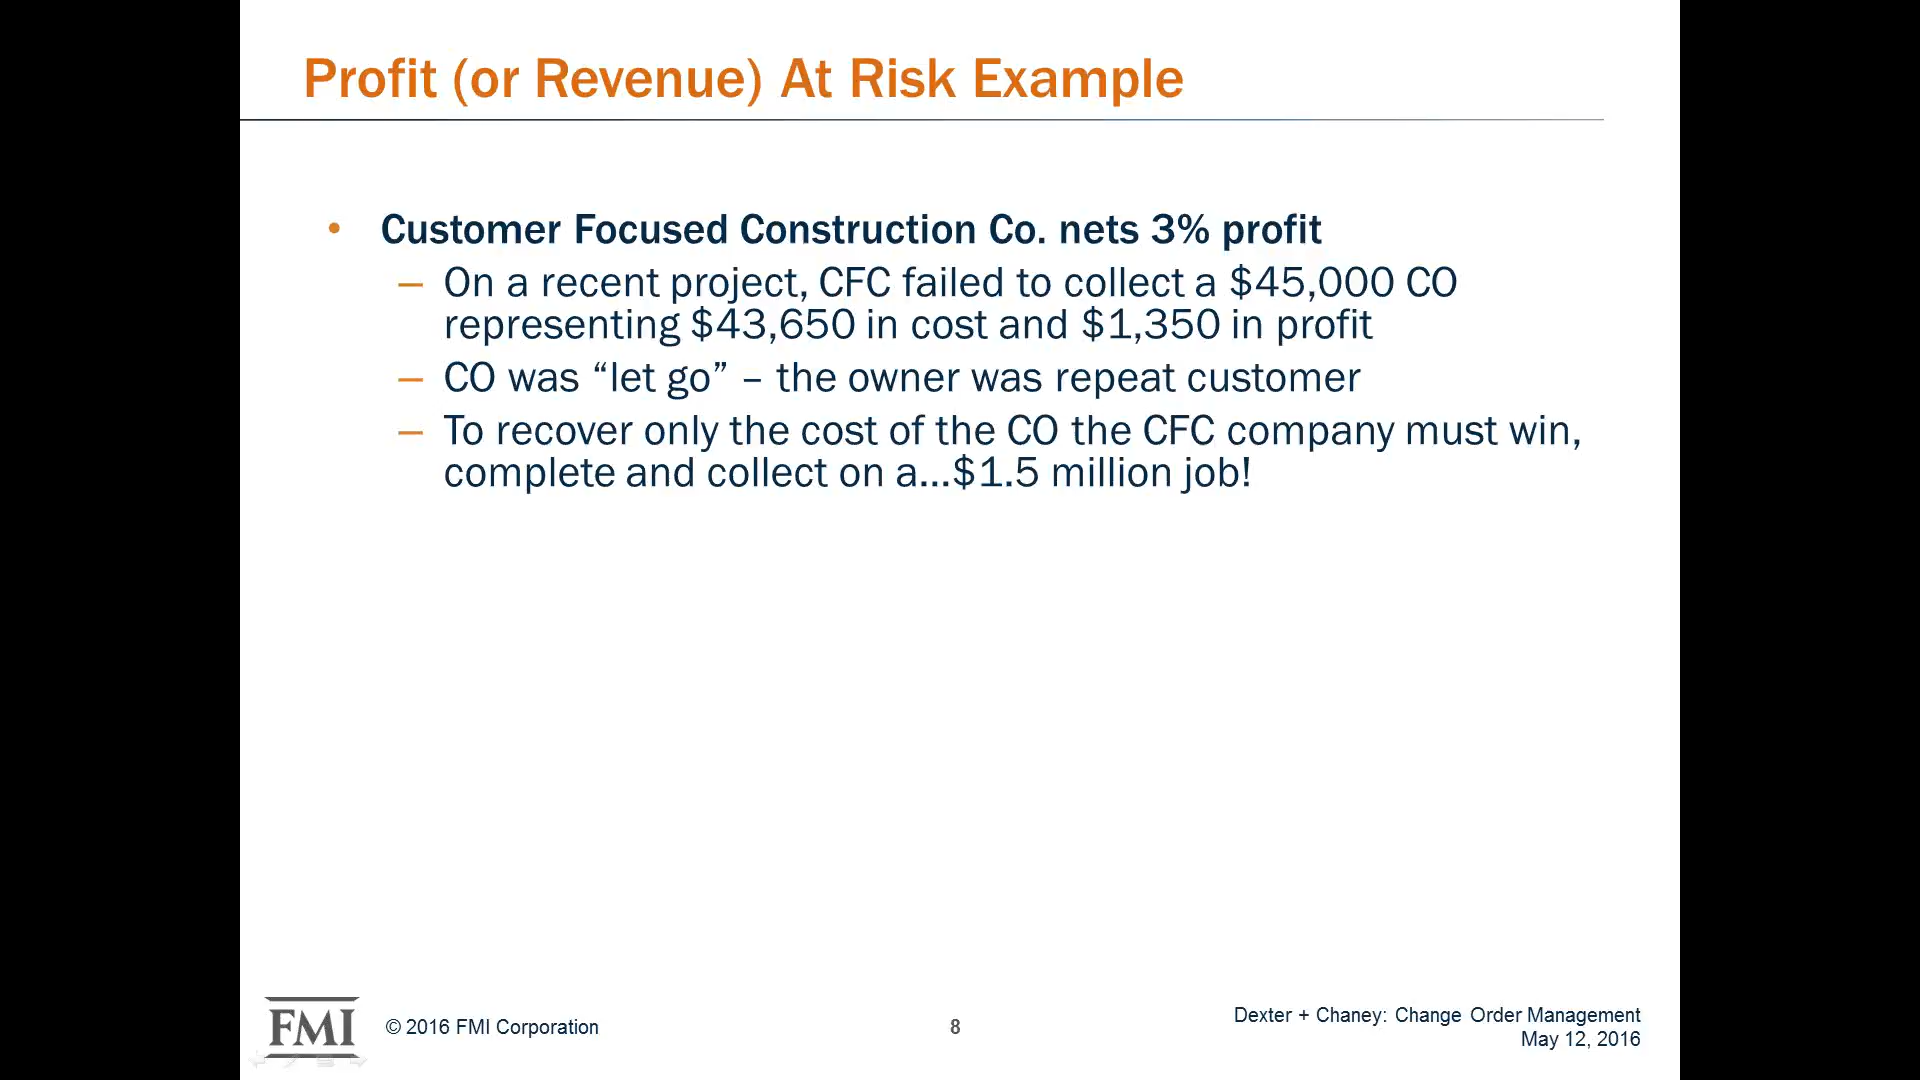 Profit (or Revenue) At Risk Example
• Customer Focused Construction Co. nets 3% profit
– On a recent project, CFC failed to collect a $45,000 CO
representing $43,650 in cost and $1,350 in profit
– CO was “let go” – the owner was repeat customer
– To recover only the cost of the CO the CFC company must win,
complete and collect on a...$1.5 million job!
FMI
© 2016 FMI Corporation
8
Dexter + Chaney: Change Order Management
May 12, 2016